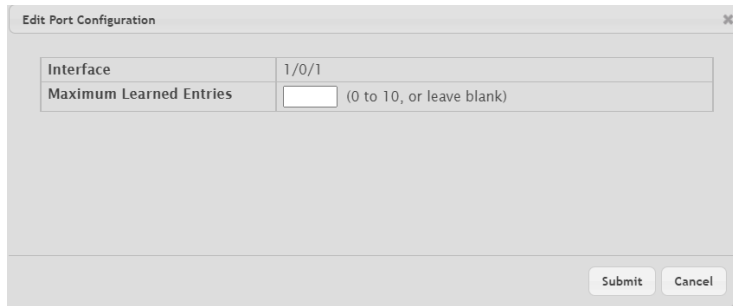 Edit Port Configuration
Interface 1/0/1
Maximum Learned Entries (0 to 10, or leave blank)
Submit Cancel